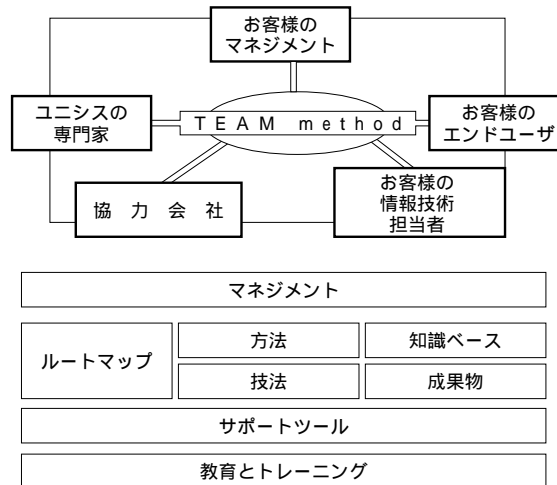 お客様の
マネジメント
ユニシスの
専門家
TEAM method
お客様の
エンドユーザ
協力会社
お客様の
情報技術
担当者
マネジメント
ルートマップ
方法
知識ベース
技法
成果物
サポートツール
教育とトレーニング